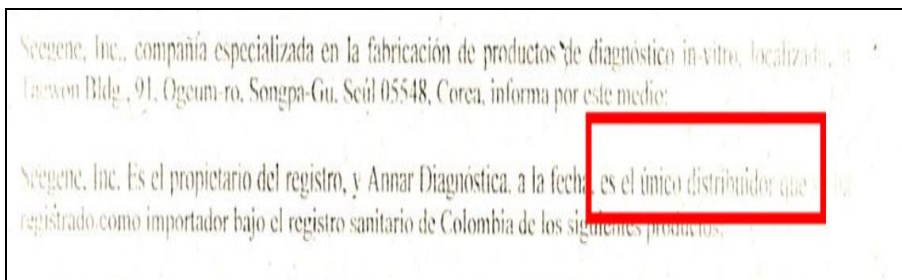 Seegene, Inc., compañía especializada en la fabricación de productos de diagnóstico in-vitro, localizada,
Taewon Bldg., 91, Ogeum-ro, Songpa-Gu, Seúl 05548, Corea, informa por este medio:
Seegene, Inc. Es el propietario del registro, y Annar Diagnóstica, a la fecha, es el único distribuidor que
registrado como importador bajo el registro sanitario de Colombia de los siguientes productos: